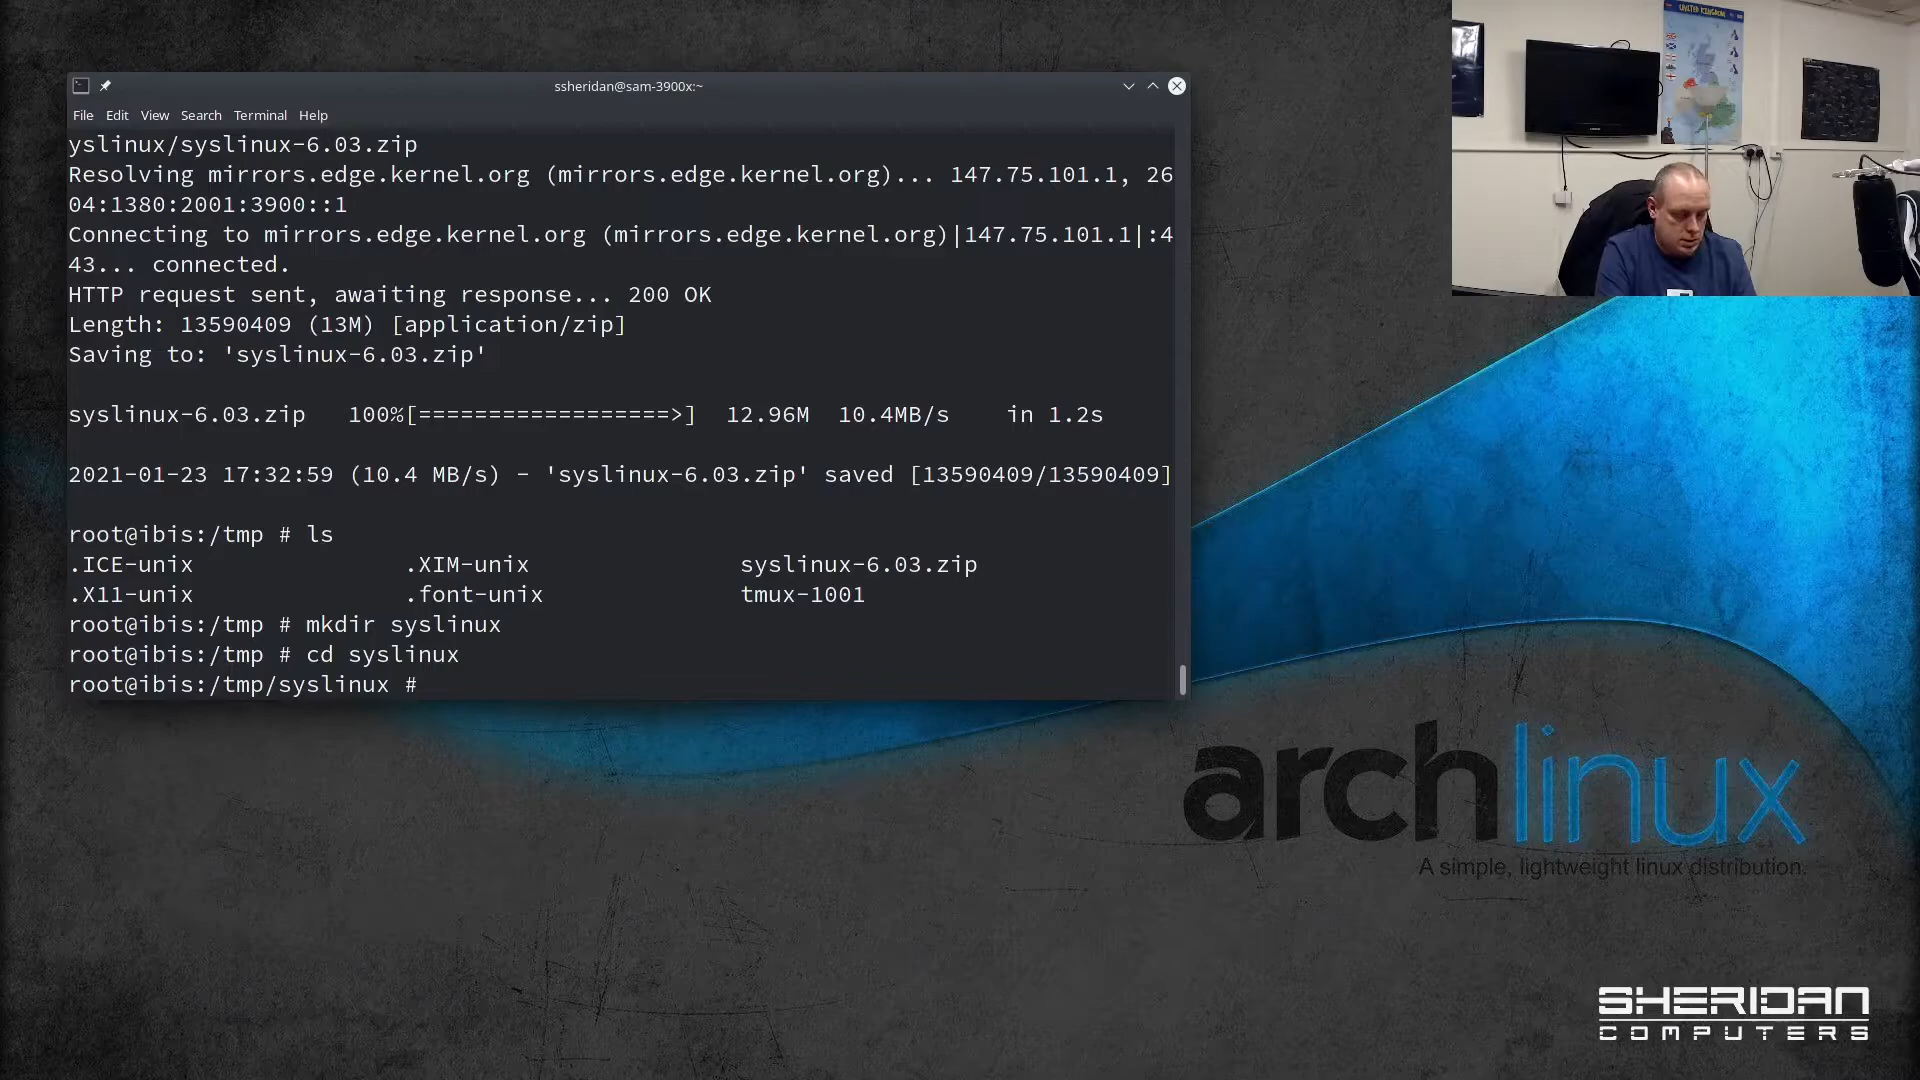 ssheridan@sam-3900x:~
File Edit View Search Terminal Help
yslinux/syslinux-6.03.zip
Resolving mirrors.edge.kernel.org (mirrors.edge.kernel.org)... 147.75.101.1, 26
04:1380:2001:3900::1
Connecting to mirrors.edge.kernel.org (mirrors.edge.kernel.org)|147.75.101.1|:4
43... connected.
HTTP request sent, awaiting response... 200 OK
Length: 13590409 (13M) [application/zip]
Saving to: 'syslinux-6.03.zip'
syslinux-6.03.zip   100%[==================>]  12.96M  10.4MB/s    in 1.2s
2021-01-23 17:32:59 (10.4 MB/s) - 'syslinux-6.03.zip' saved [13590409/13590409]
root@ibis:/tmp # ls
.ICE-unix .XIM-unix syslinux-6.03.zip
.X11-unix .font-unix tmux-1001
root@ibis:/tmp # mkdir syslinux
root@ibis:/tmp # cd syslinux
root@ibis:/tmp/syslinux #
UNITED KINGDOM
archlinux
A simple, lightweight linux distribution.
SHERIDAN
COMPUTERS